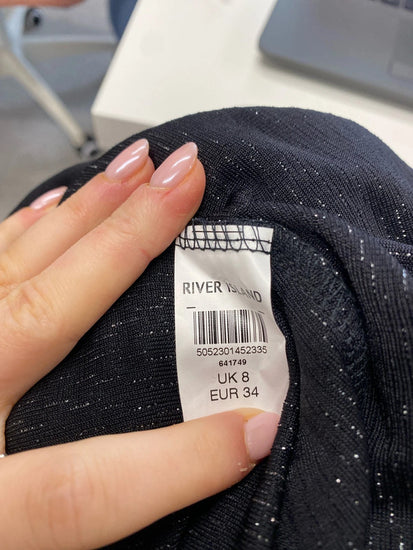 RIVER ISLAND
5052301452335
641749
UK 8
EUR 34